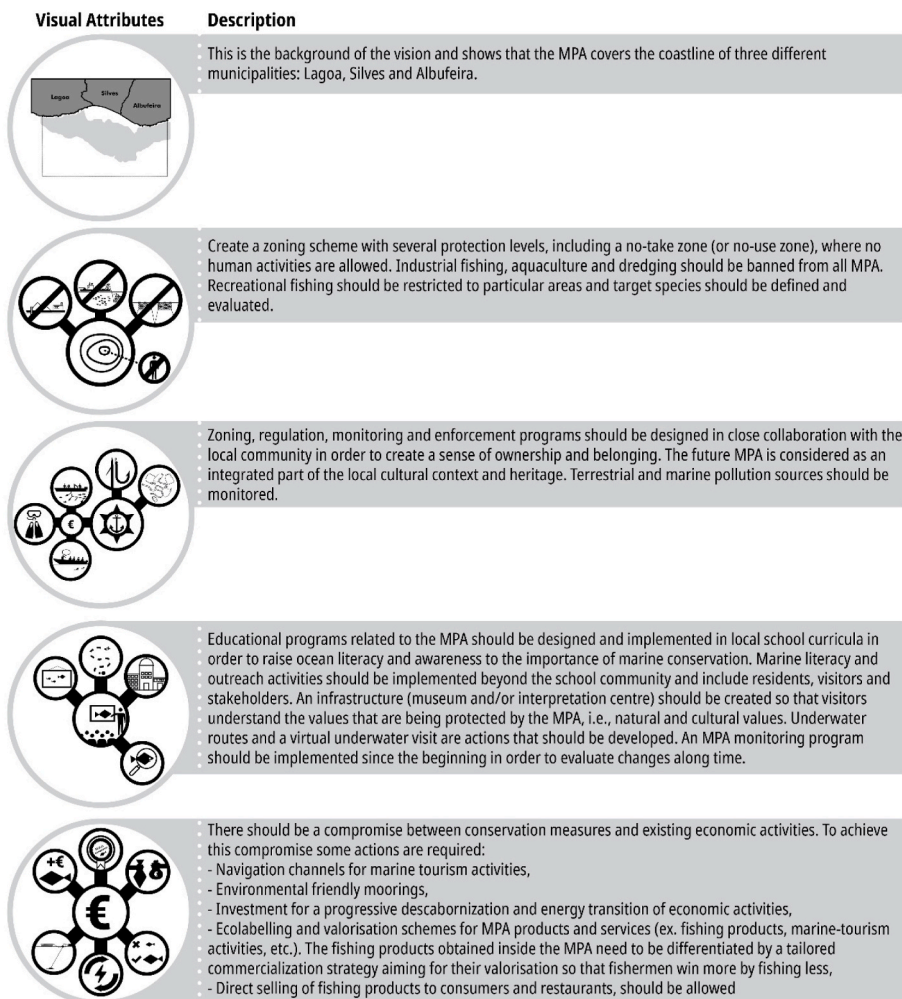 Visual Attributes Description
This is the background of the vision and shows that the MPA covers the coastline of three different
municipalities: Lagoa, Silves and Albufeira.
Lagoa
Silves
Albufeira
Create a zoning scheme with several protection levels, including a no-take zone (or no-use zone), where no
human activities are allowed. Industrial fishing, aquaculture and dredging should be banned from all MPA.
Recreational fishing should be restricted to particular areas and target species should be defined and
evaluated.
Zoning, regulation, monitoring and enforcement programs should be designed in close collaboration with the
local community in order to create a sense of ownership and belonging. The future MPA is considered as an
integrated part of the local cultural context and heritage. Terrestrial and marine pollution sources should be
monitored.
€
Educational programs related to the MPA should be designed and implemented in local school curricula in
order to raise ocean literacy and awareness to the importance of marine conservation. Marine literacy and
outreach activities should be implemented beyond the school community and include residents, visitors and
stakeholders. An infrastructure (museum and/or interpretation centre) should be created so that visitors
understand the values that are being protected by the MPA, i.e., natural and cultural values. Underwater
routes and a virtual underwater visit are actions that should be developed. An MPA monitoring program
should be implemented since the beginning in order to evaluate changes along time.
There should be a compromise between conservation measures and existing economic activities. To achieve
this compromise some actions are required:
- Navigation channels for marine tourism activities,
- Environmental friendly moorings,
- Investment for a progressive descabornization and energy transition of economic activities,
- Ecolabelling and valorisation schemes for MPA products and services (ex. fishing products, marine-tourism
activities, etc.). The fishing products obtained inside the MPA need to be differentiated by a tailored
commercialization strategy aiming for their valorisation so that fishermen win more by fishing less,
- Direct selling of fishing products to consumers and restaurants, should be allowed
+€
€